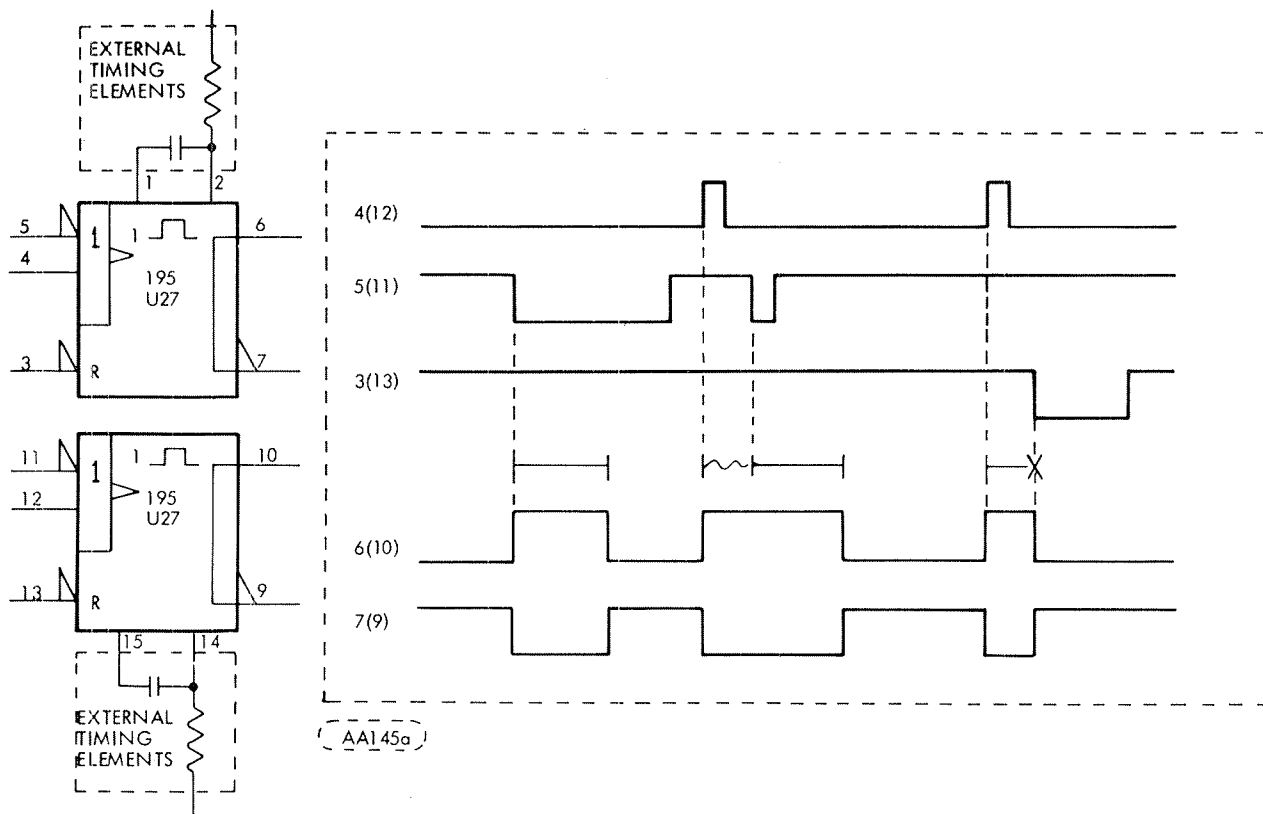 EXTERNAL
TIMING
ELEMENTS
1 2
5 1 1 6
4
195
U27
3 R 7
11 1 1 10
12
195
U27
13 R 9
15 14
EXTERNAL
TIMING
ELEMENTS
4(12)
5(11)
3(13)
6(10)
7(9)
AA145a